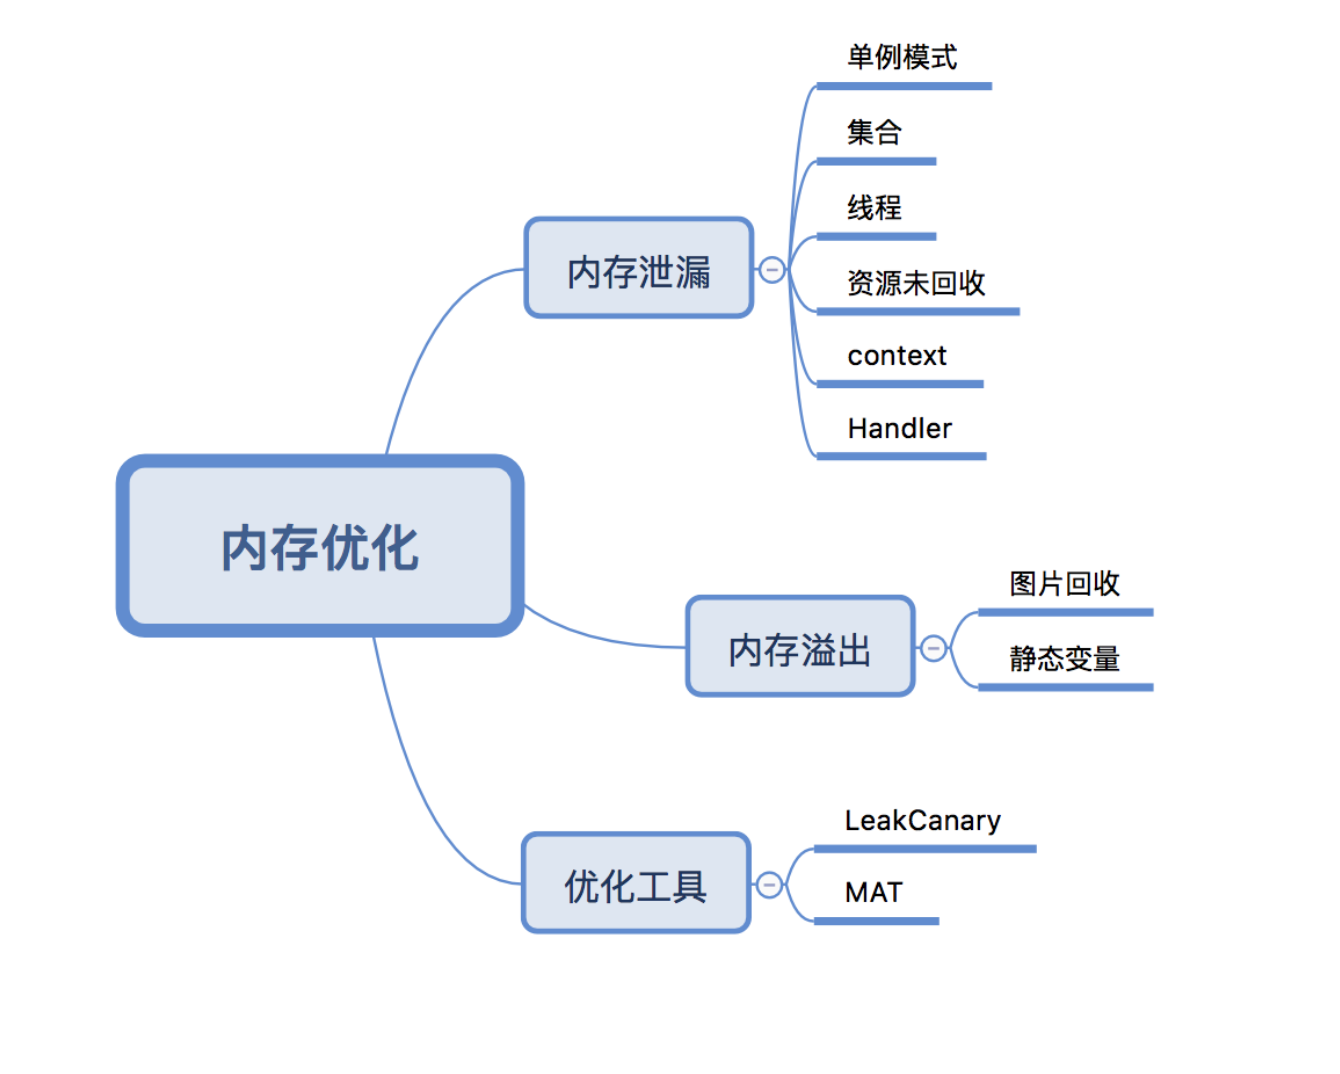 内存优化
内存泄漏
单例模式
集合
线程
资源未回收
context
Handler
内存溢出
图片回收
静态变量
优化工具
LeakCanary
MAT